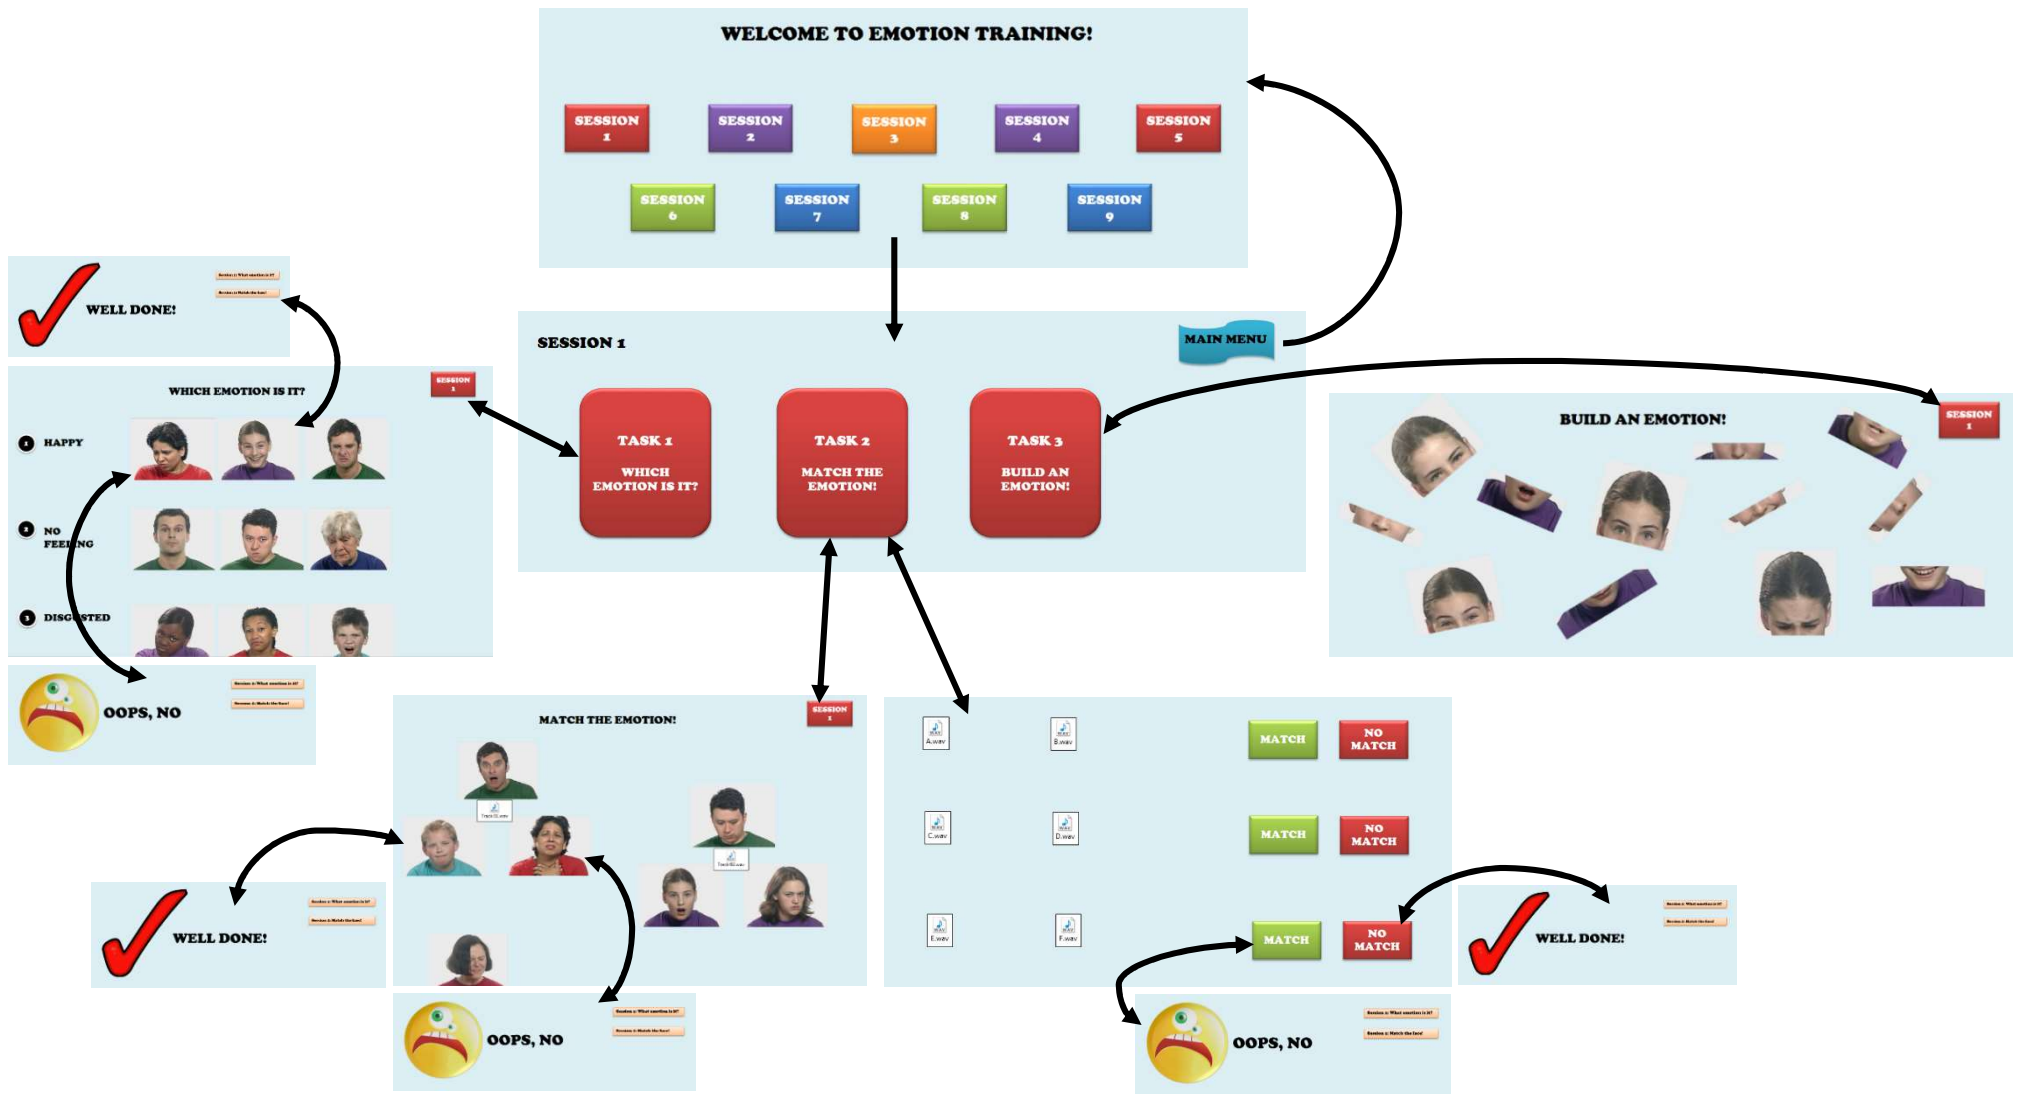 WELCOME TO EMOTION TRAINING!
SESSION
1
SESSION
2
SESSION
3
SESSION
4
SESSION
5
SESSION
6
SESSION
7
SESSION
8
SESSION
9
WELL DONE!
SESSION 1
MAIN MENU
TASK 1
WHICH
EMOTION IS IT?
TASK 2
MATCH THE
EMOTION!
TASK 3
BUILD AN
EMOTION!
WHICH EMOTION IS IT?
SESSION
1
1 HAPPY
2 NO
FEELING
3 DISGUSTED
BUILD AN EMOTION!
SESSION
1
OOPS, NO
MATCH THE EMOTION!
SESSION
1
WELL DONE!
OOPS, NO
A.wav
B.wav
MATCH
NO
MATCH
C.wav
D.wav
MATCH
NO
MATCH
E.wav
F.wav
MATCH
NO
MATCH
WELL DONE!
OOPS, NO